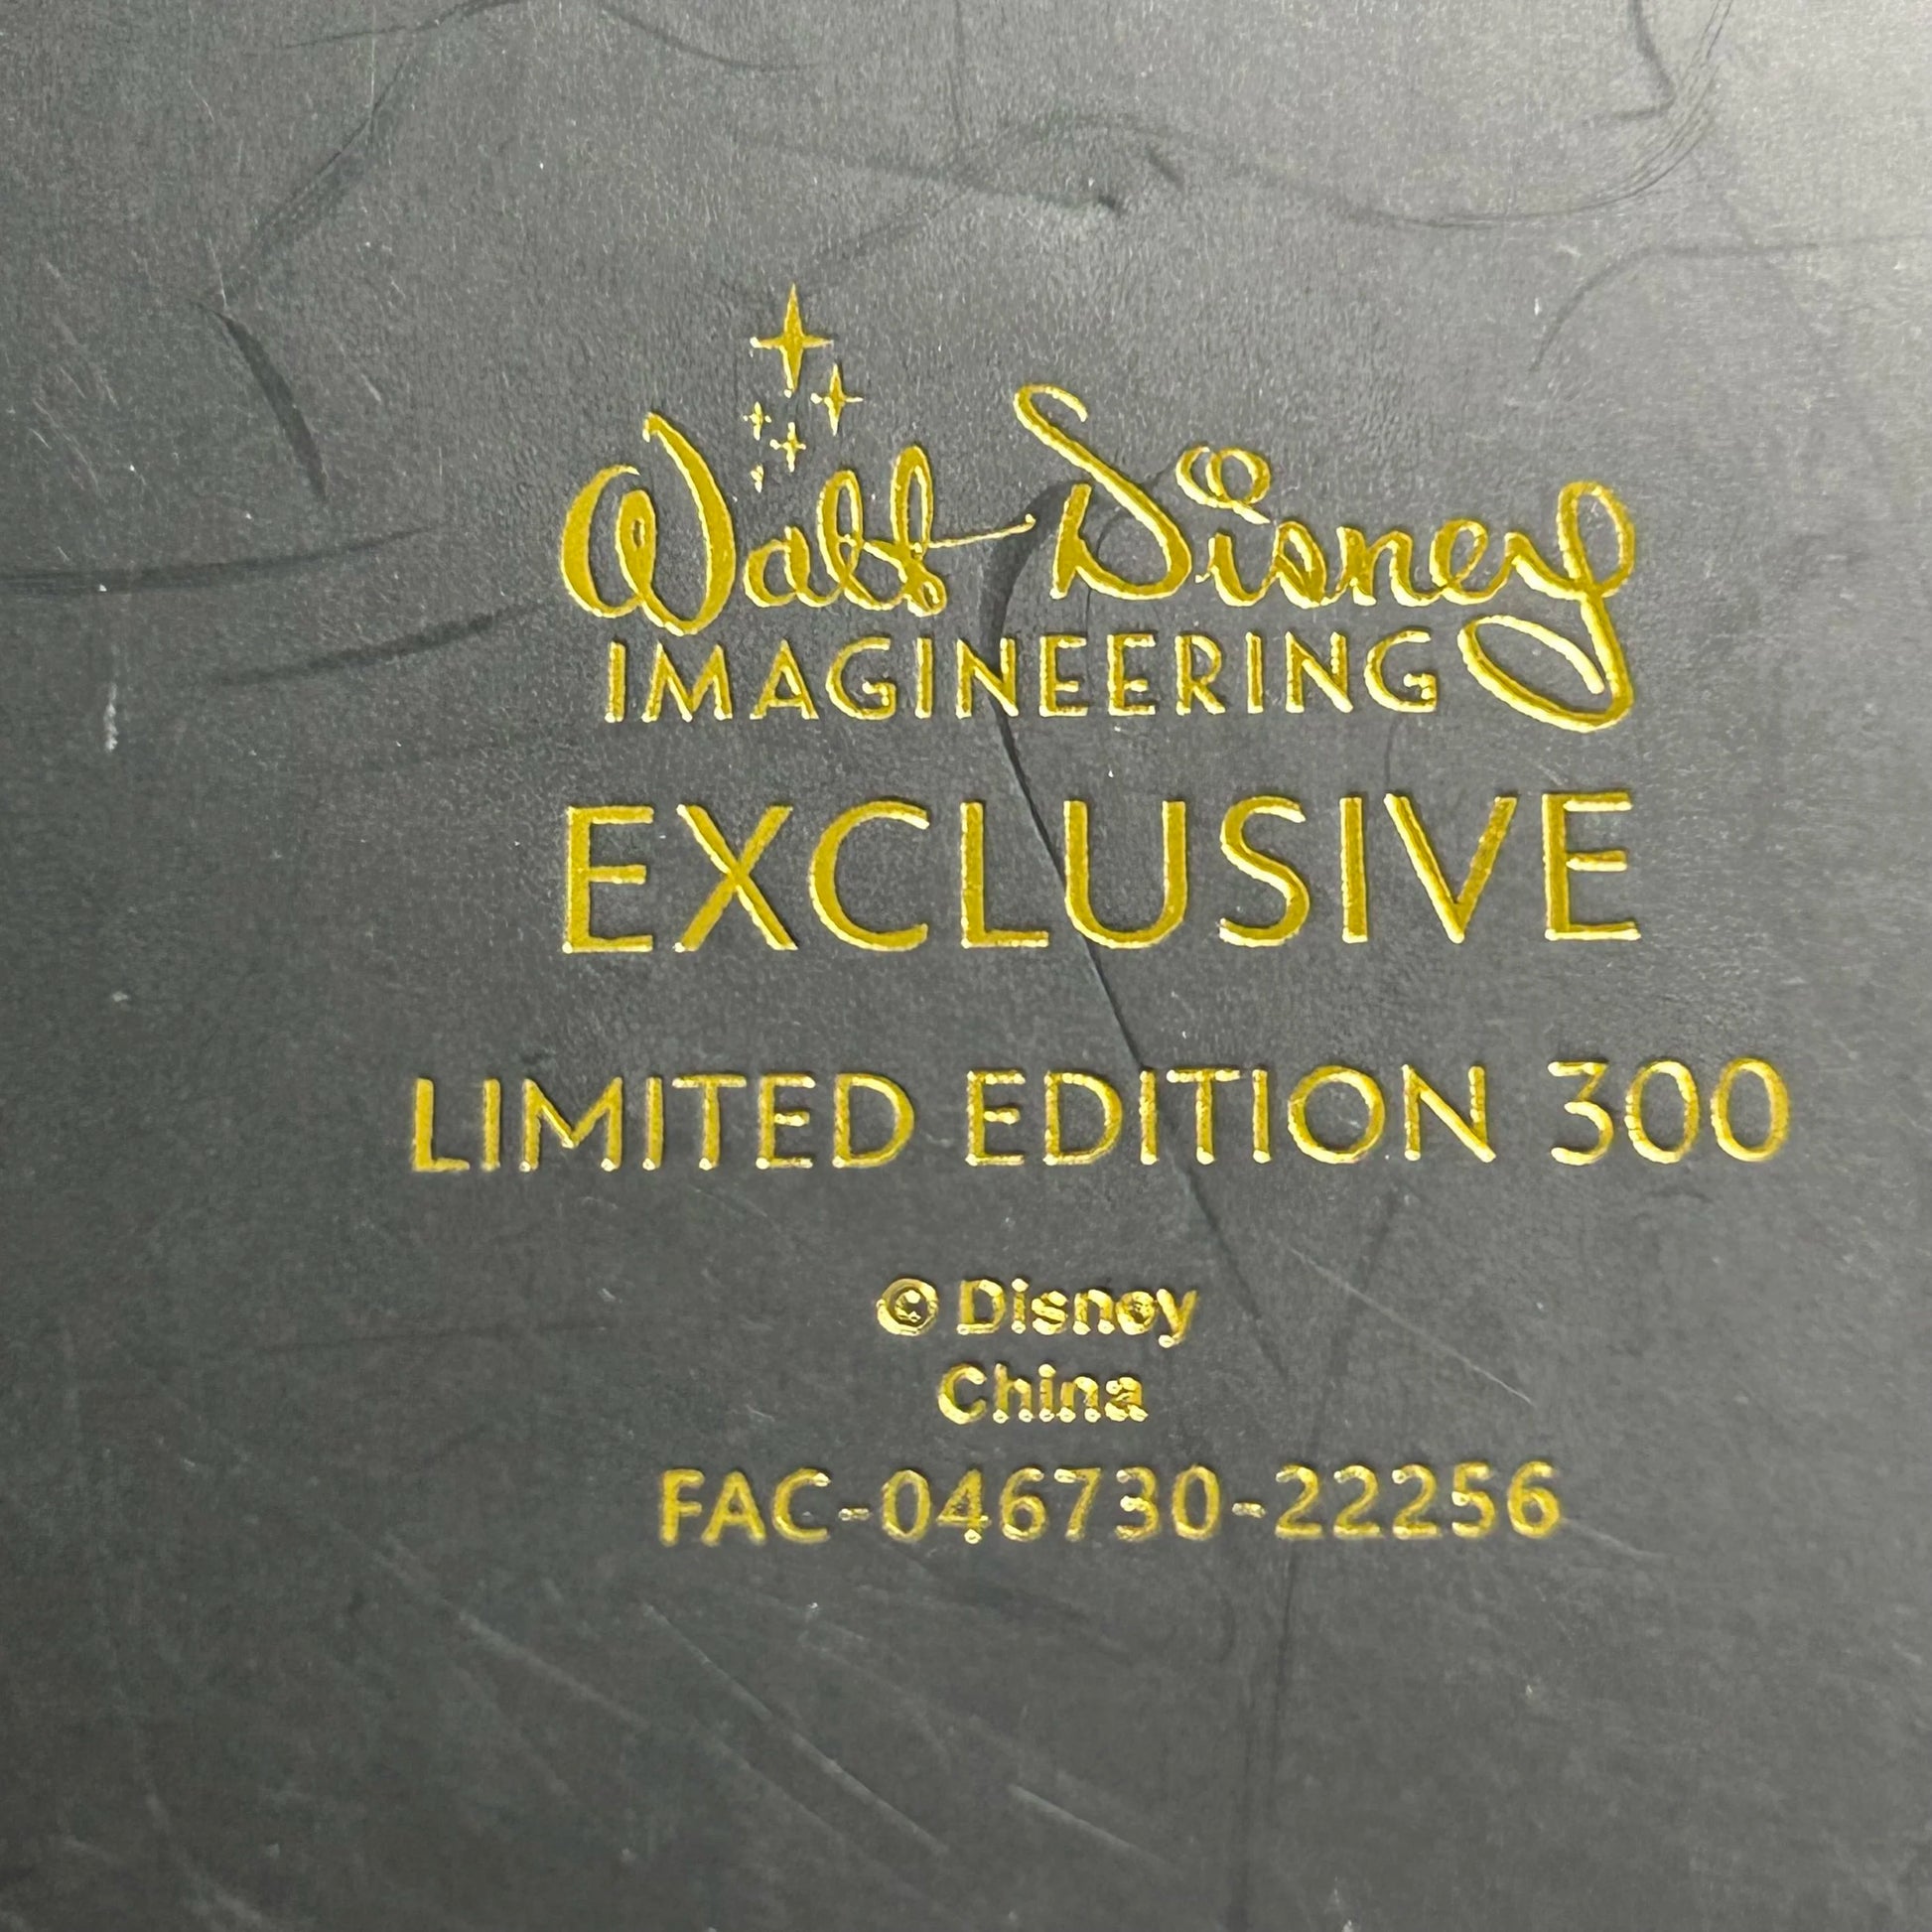 Walt Disney
IMAGINEERING
EXCLUSIVE
LIMITED EDITION 300
© Disney
China
FAC-046730-22256